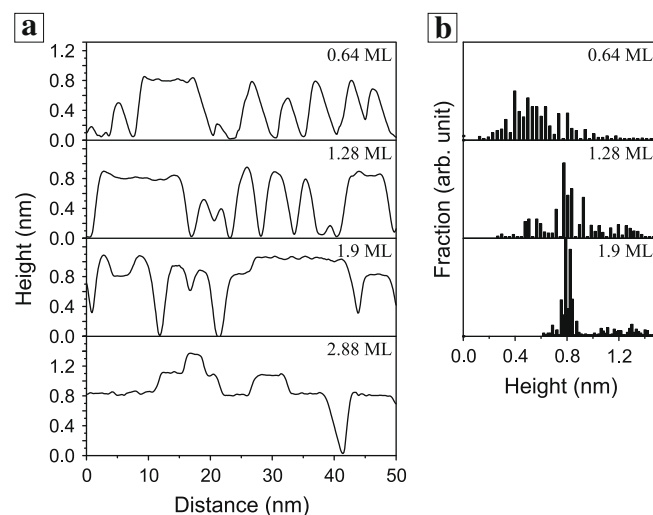 a
b
1.2
0.64 ML
0.8
0.4
0.0
1.28 ML
0.8
0.4
0.0
1.9 ML
1.2
0.8
0.4
0.0
2.88 ML
1.2
0.8
0.4
0.0
0 10 20 30 40 50
Distance (nm)
Height (nm)
0.64 ML
1.28 ML
1.9 ML
0.0 0.4 0.8 1.2
Height (nm)
Fraction (arb. unit)